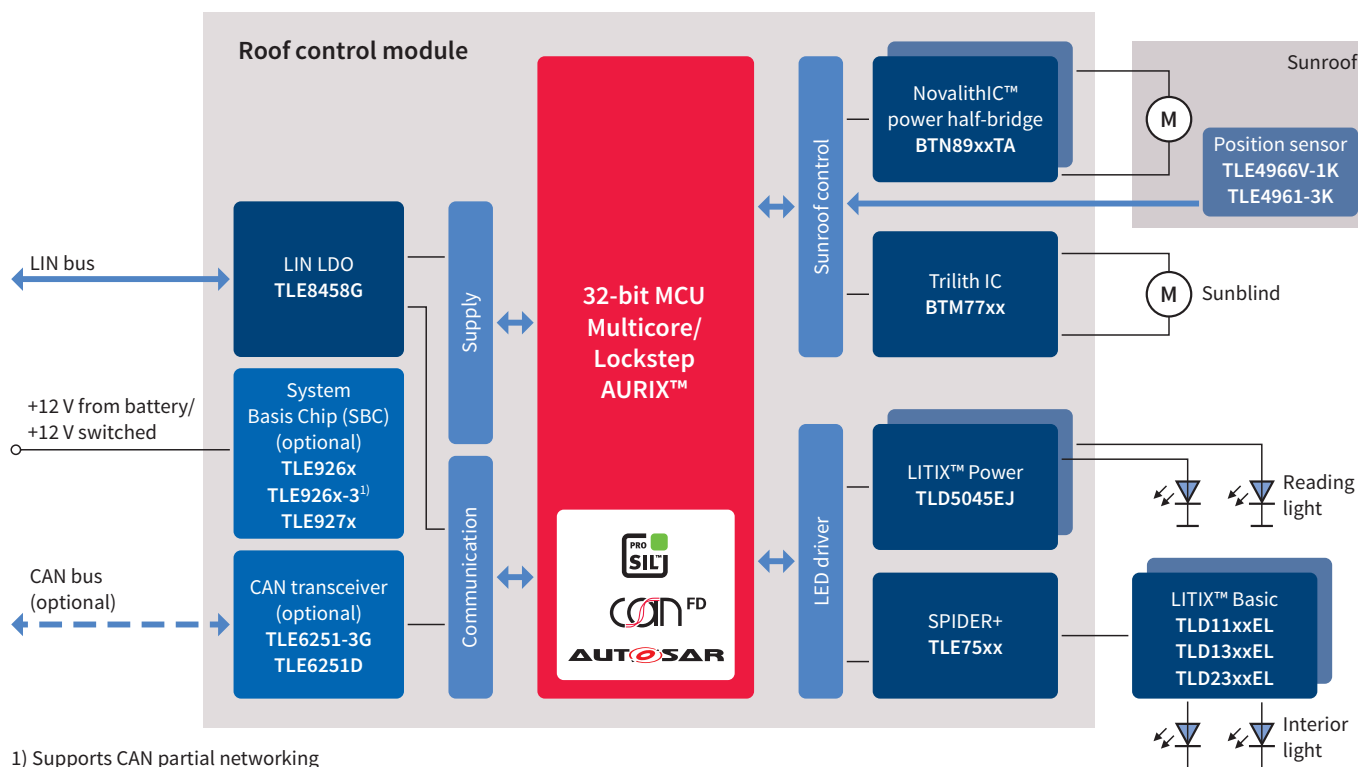 Roof control module
LIN bus
+12 V from battery/
+12 V switched
CAN bus
(optional)
LIN LDO
TLE8458G
System
Basis Chip (SBC)
(optional)
TLE926x
TLE926x-3¹⁾
TLE927x
CAN transceiver
(optional)
TLE6251-3G
TLE6251D
Supply
Communication
32-bit MCU
Multicore/
Lockstep
AURIX™
PRO
SIL™
CAN FD
AUTOSAR
Sunroof control
LED driver
NovalithIC™
power half-bridge
BTN89xxTA
Trilith IC
BTM77xx
LITIX™ Power
TLD5045EJ
SPIDER+
TLE75xx
Sunroof
M
Position sensor
TLE4966V-1K
TLE4961-3K
M
Sunblind
Reading
light
LITIX™ Basic
TLD11xxEL
TLD13xxEL
TLD23xxEL
Interior
light
1) Supports CAN partial networking